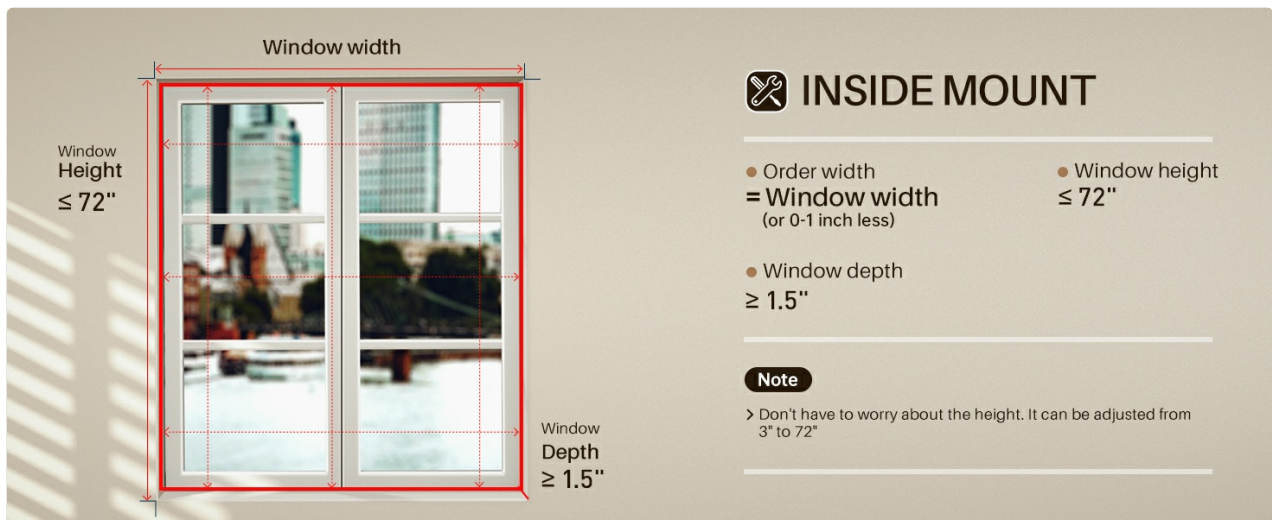 Window width
Window
Height
≤ 72"
Window
Depth
≥ 1.5"
INSIDE MOUNT
Order width
= Window width
(or 0-1 inch less)
Window height
≤ 72"
Window depth
≥ 1.5"
Note
Don't have to worry about the height. It can be adjusted from
3" to 72"